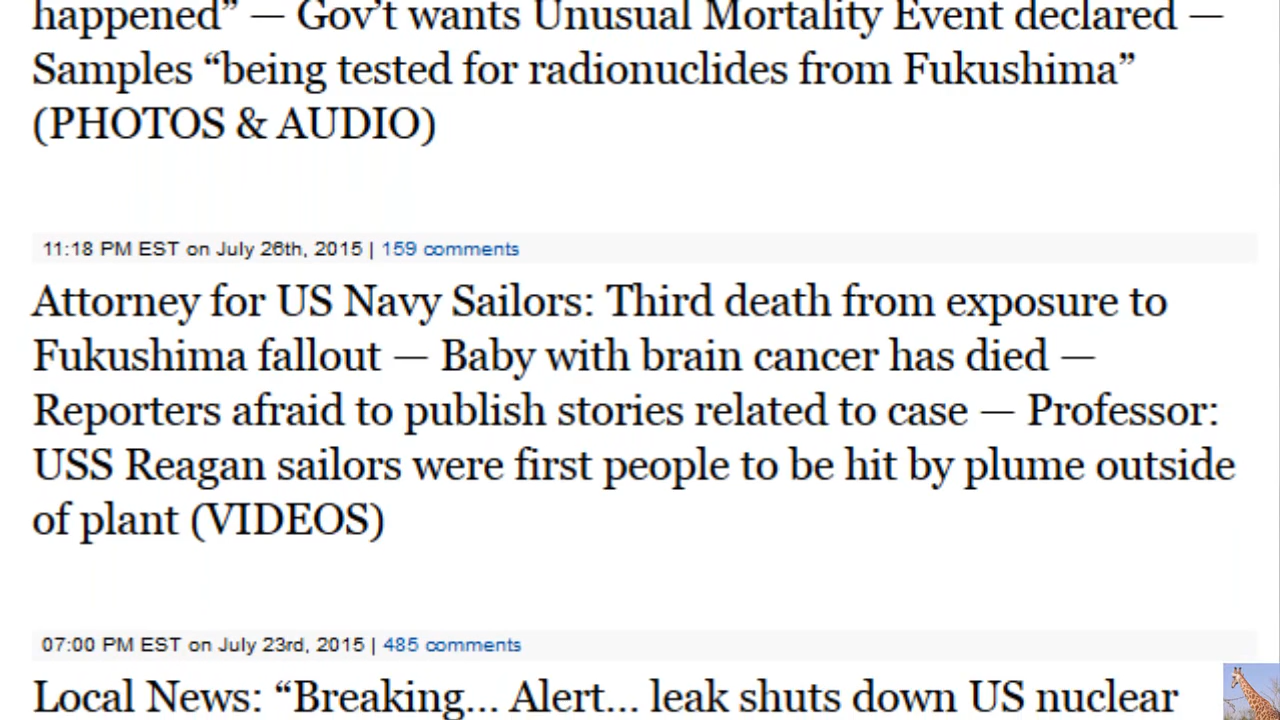 happened” — Gov’t wants Unusual Mortality Event declared —
Samples “being tested for radionuclides from Fukushima”
(PHOTOS & AUDIO)
11:18 PM EST on July 26th, 2015 | 159 comments
Attorney for US Navy Sailors: Third death from exposure to
Fukushima fallout — Baby with brain cancer has died —
Reporters afraid to publish stories related to case — Professor:
USS Reagan sailors were first people to be hit by plume outside
of plant (VIDEOS)
07:00 PM EST on July 23rd, 2015 | 485 comments
Local News: “Breaking... Alert... leak shuts down US nuclear